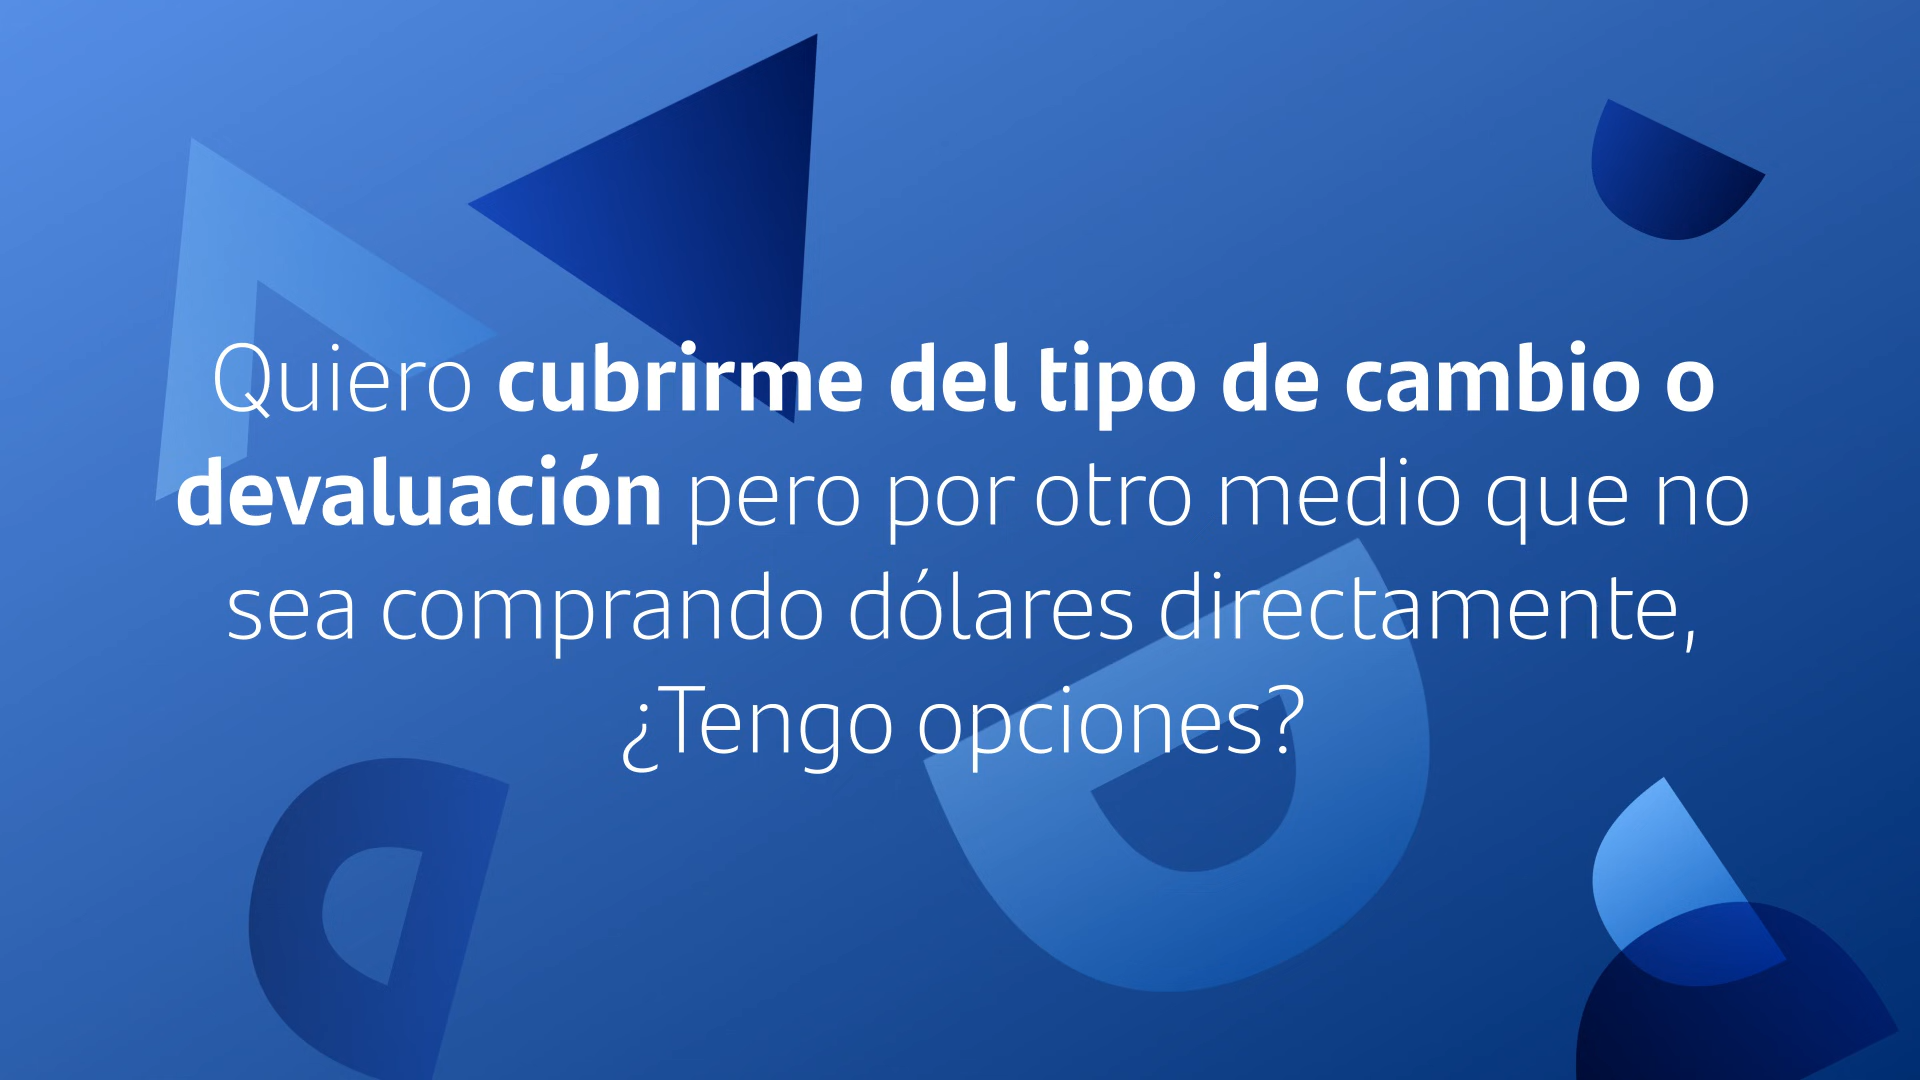 Quiero cubrirme del tipo de cambio o
devaluación pero por otro medio que no
sea comprando dólares directamente,
¿Tengo opciones?